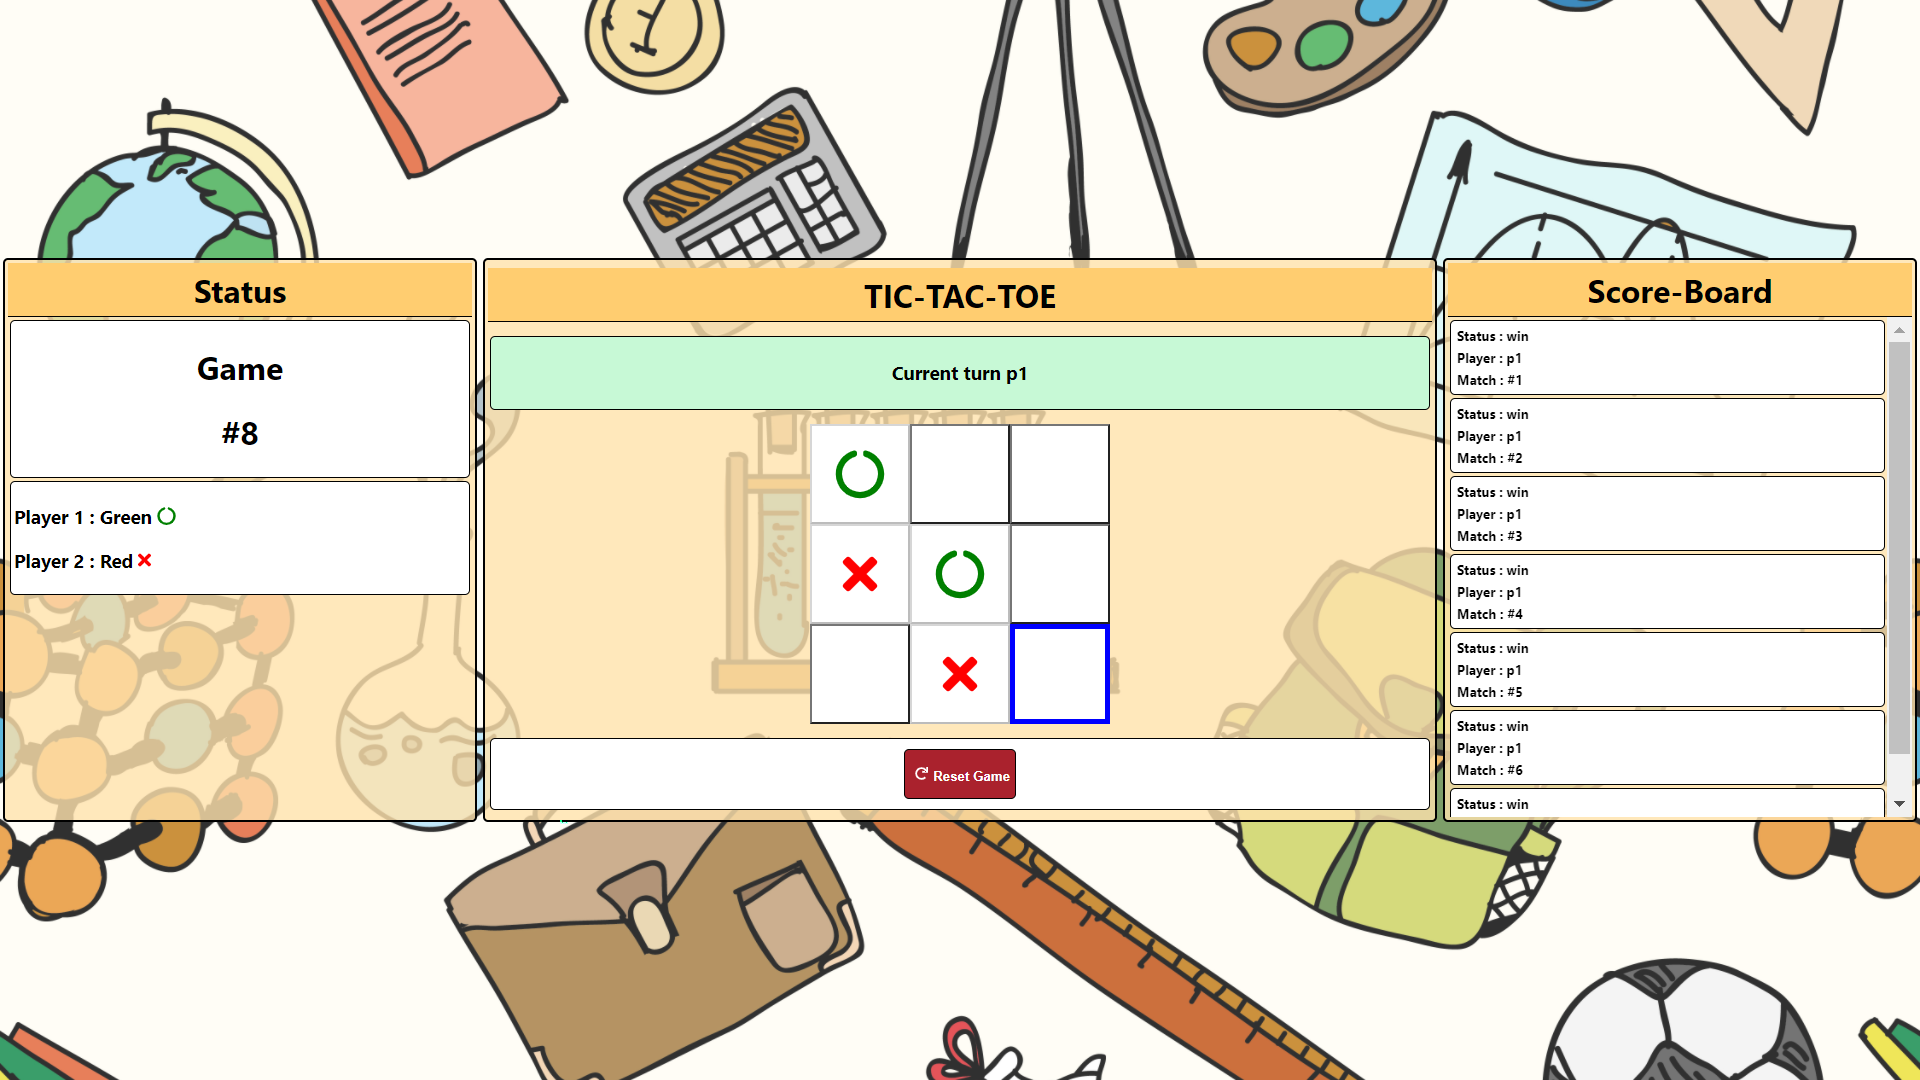 Status
Game
#8
Player 1 : Green
Player 2 : Red
TIC-TAC-TOE
Current turn p1
Reset Game
Score-Board
Status : win
Player : p1
Match : #1
Status : win
Player : p1
Match : #2
Status : win
Player : p1
Match : #3
Status : win
Player : p1
Match : #4
Status : win
Player : p1
Match : #5
Status : win
Player : p1
Match : #6
Status : win